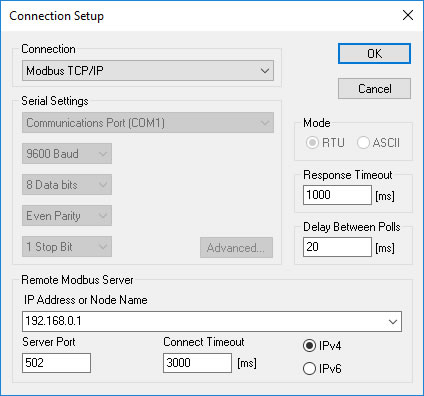 Connection Setup
Connection
Modbus TCP/IP
OK
Cancel
Serial Settings
Communications Port (COM1)
9600 Baud
8 Data bits
Even Parity
1 Stop Bit
Advanced...
Mode
RTU ASCII
Response Timeout
1000 [ms]
Delay Between Polls
20 [ms]
Remote Modbus Server
IP Address or Node Name
192.168.0.1
Server Port Connect Timeout
502 3000 [ms]
IPv4
IPv6